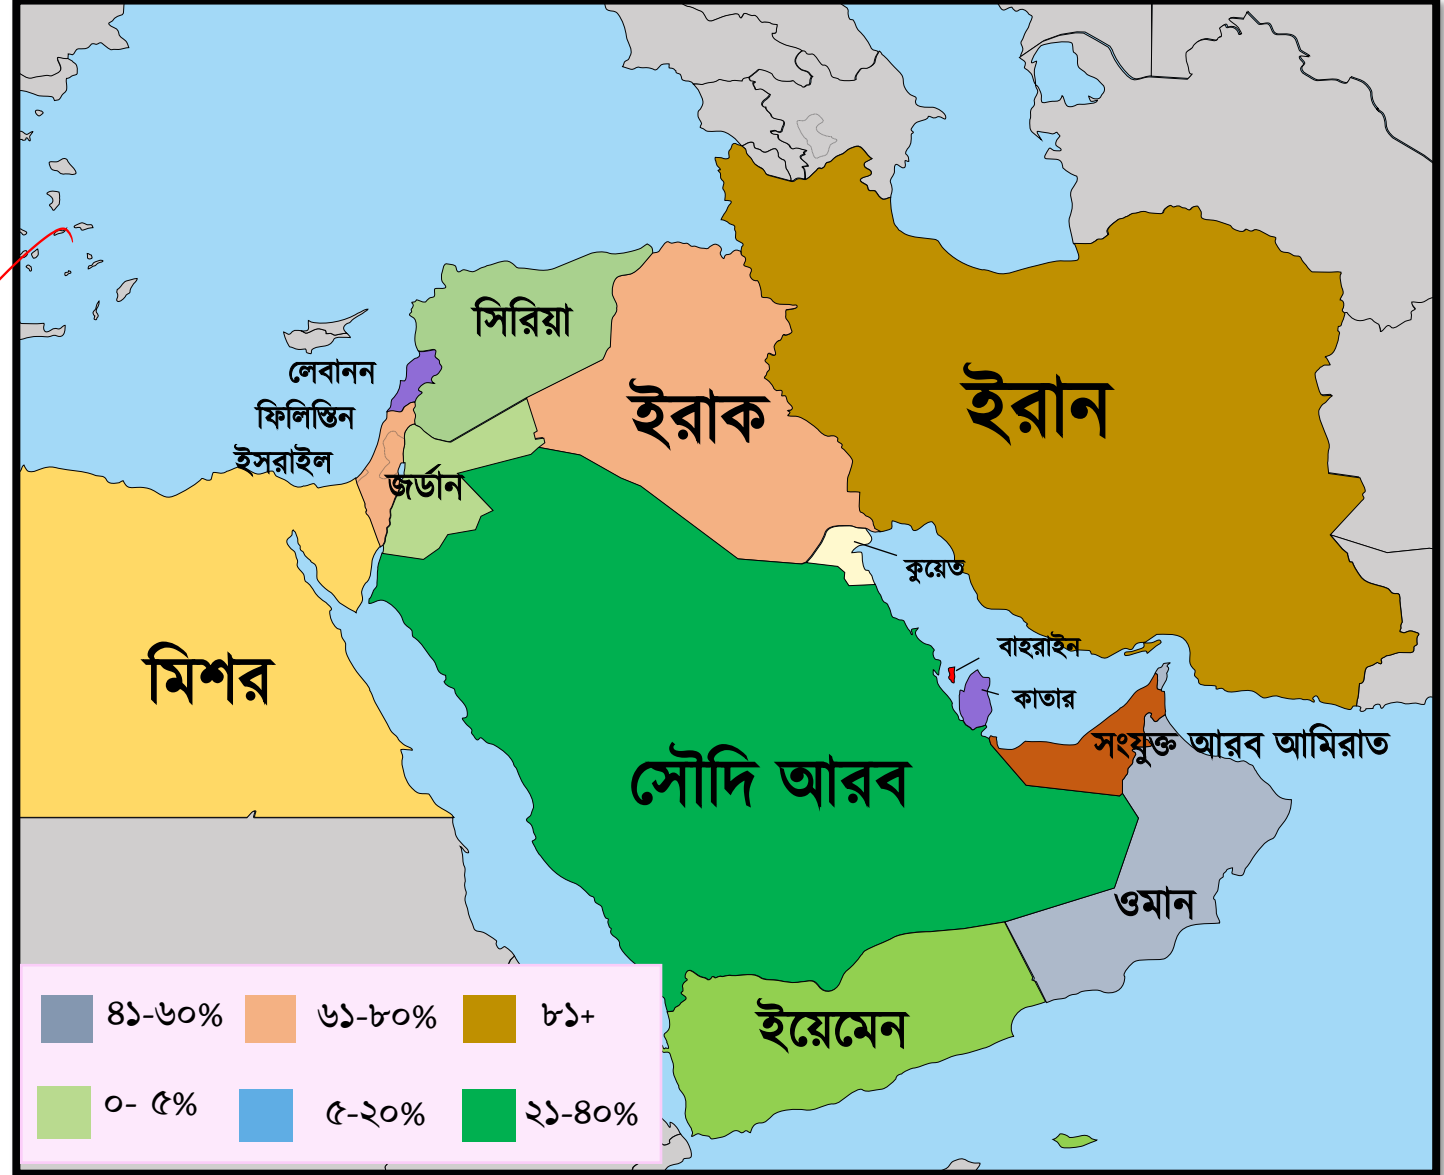 সিরিয়া
লেবানন
ফিলিস্তিন
ইসরাইল
জর্ডান
ইরাক
ইরান
কুয়েত
বাহরাইন
কাতার
মিশর
সৌদি আরব
সংযুক্ত আরব আমিরাত
ওমান
ইয়েমেন
৪১-৬০% ৬১-৮০% ৮১+
০- ৫% ৫-২০% ২১-৪০%